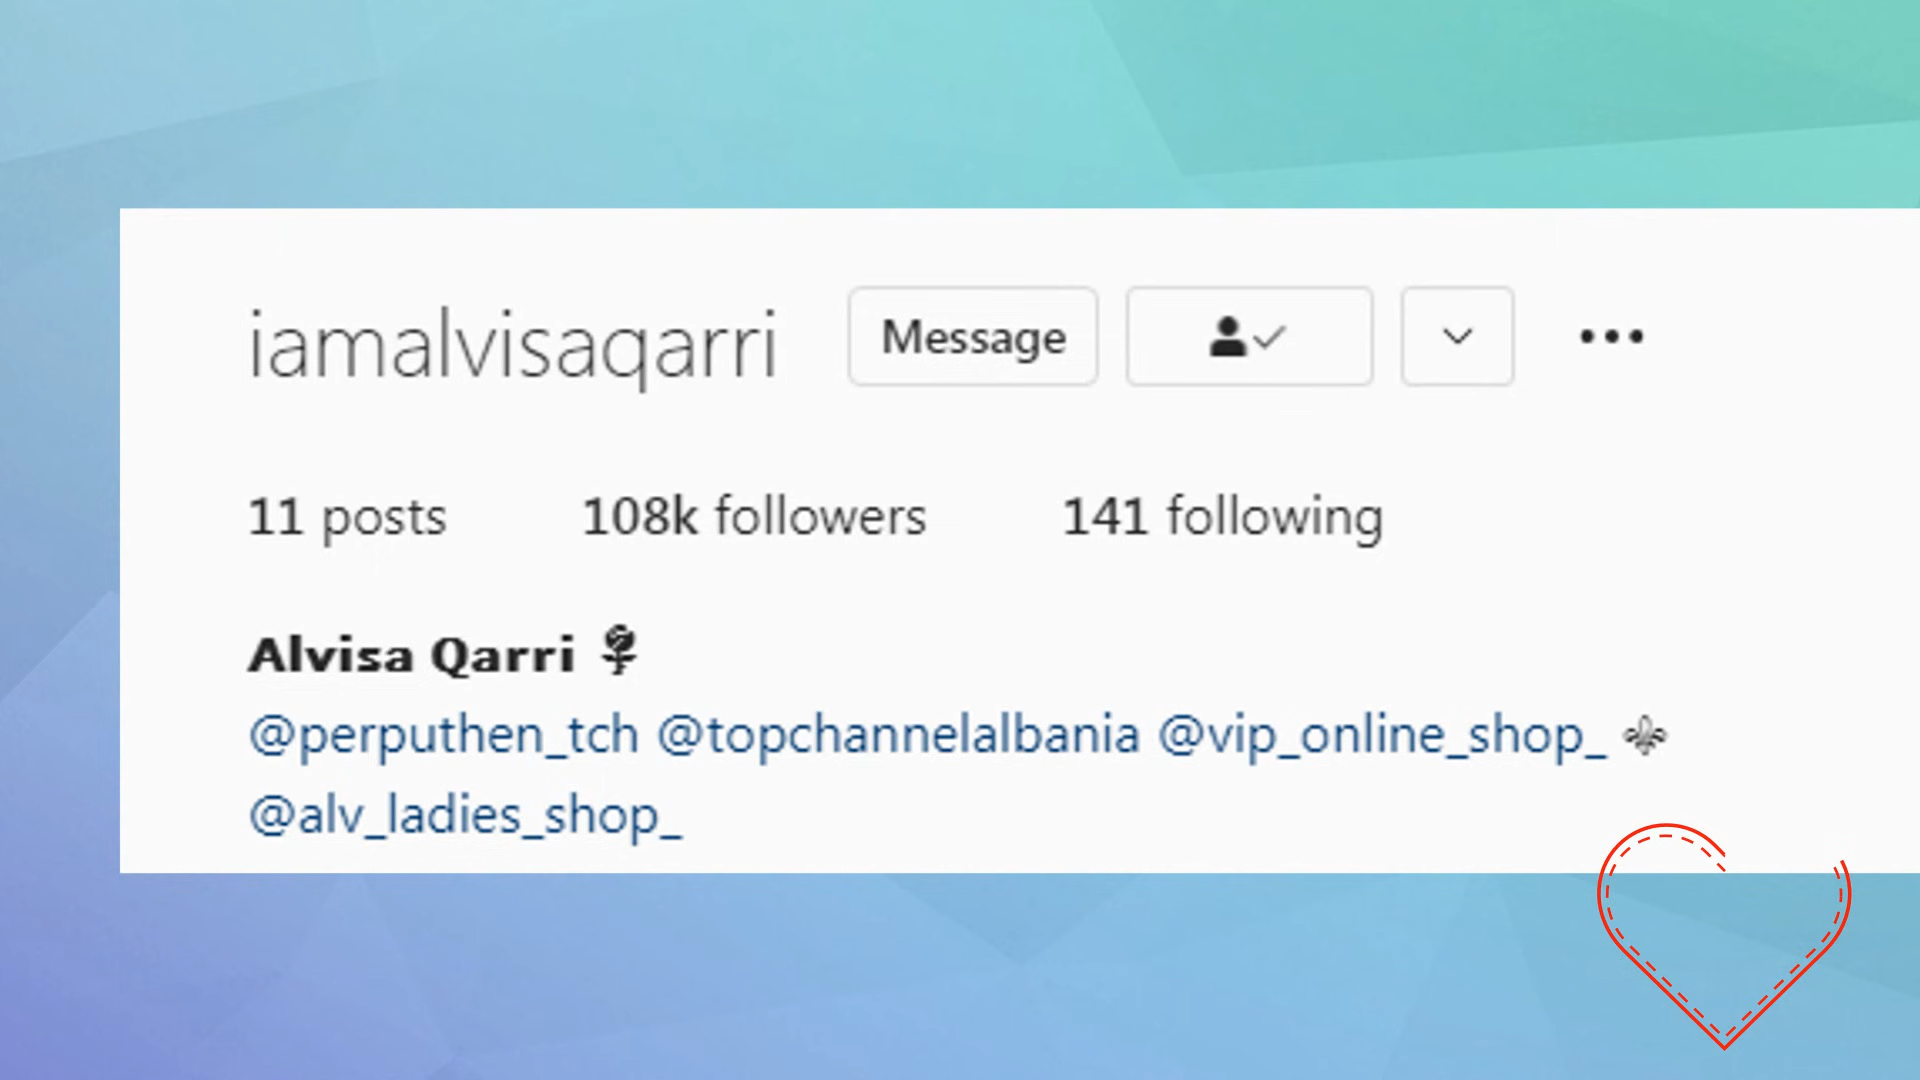 iamalvisaqarri Message
11 posts 108k followers 141 following
Alvisa Qarri
@perputhen_tch @topchannelalbania @vip_online_shop_ ⚜
@alv_ladies_shop_